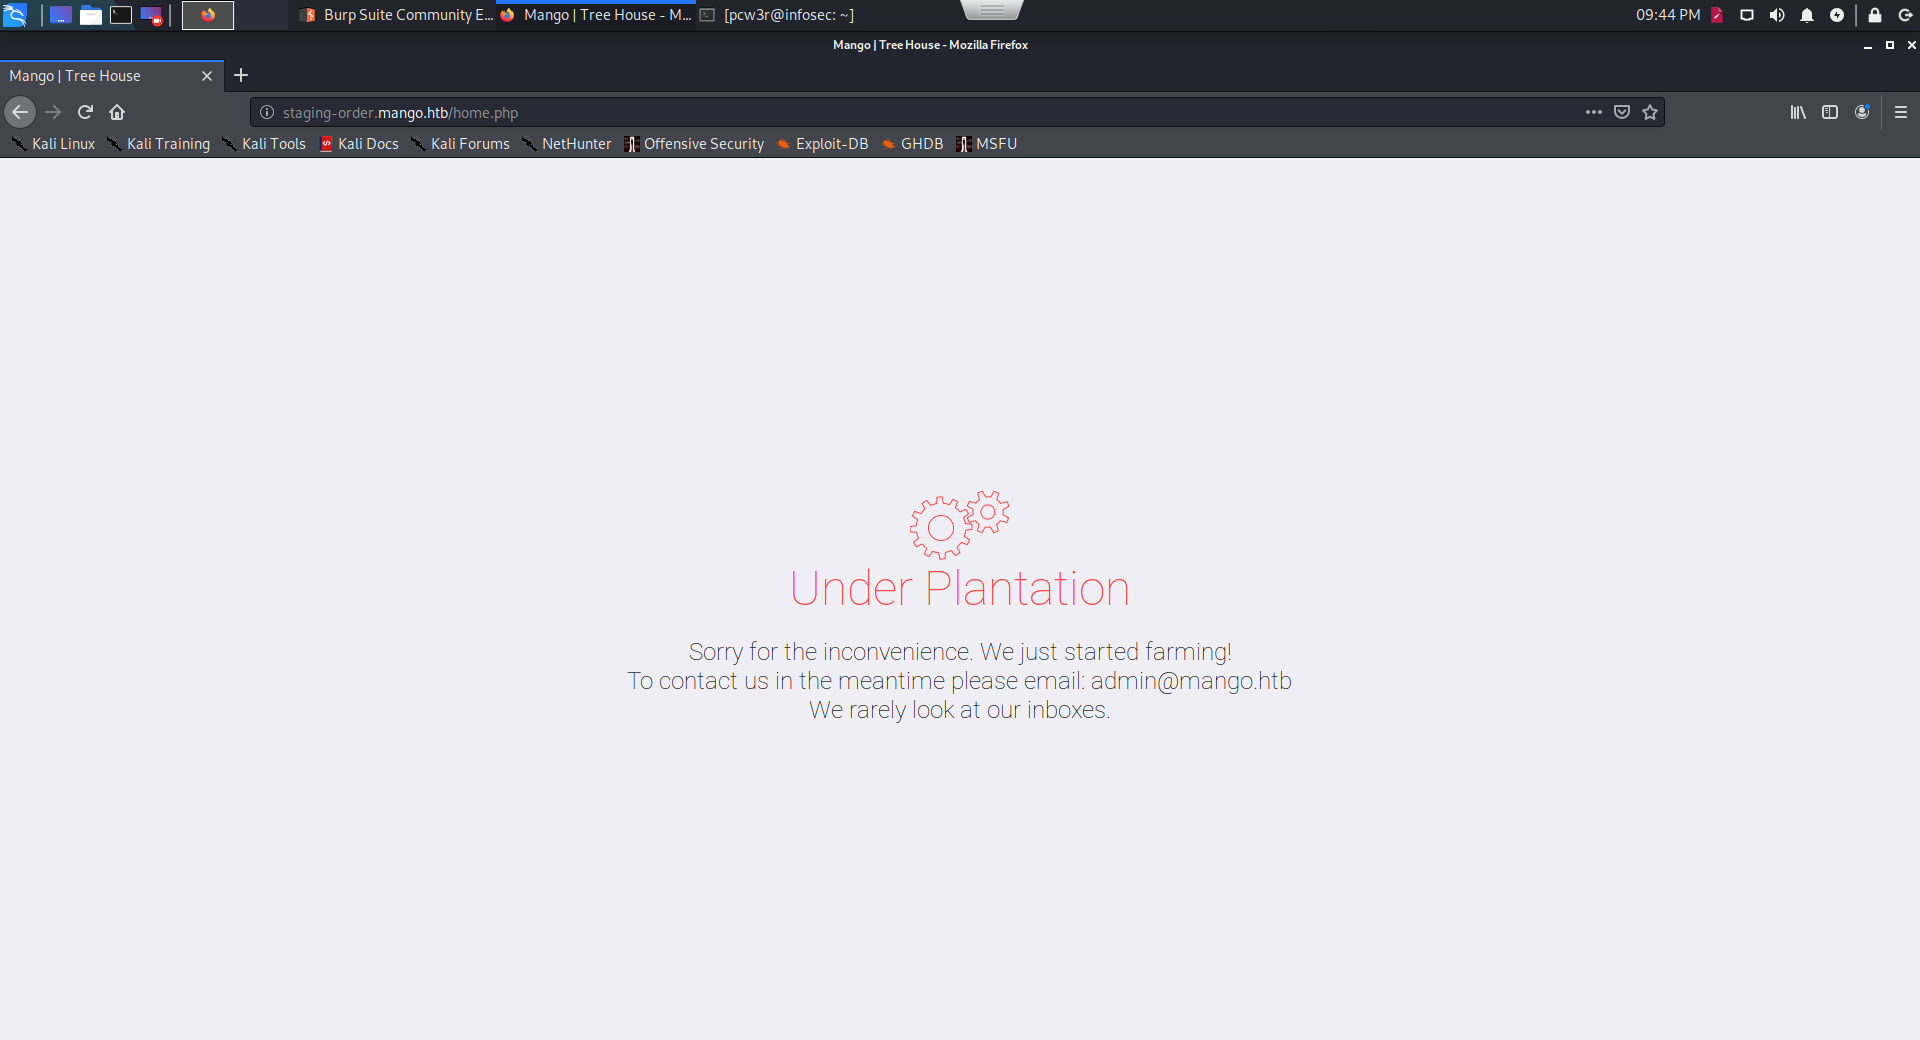 Burp Suite Community E...
Mango | Tree House - M...
[pcw3r@infosec: ~]
09:44 PM
Mango | Tree House - Mozilla Firefox
Mango | Tree House
staging-order.mango.htb/home.php
Kali Linux
Kali Training
Kali Tools
Kali Docs
Kali Forums
NetHunter
Offensive Security
Exploit-DB
GHDB
MSFU
Under Plantation
Sorry for the inconvenience. We just started farming!
To contact us in the meantime please email: admin@mango.htb
We rarely look at our inboxes.